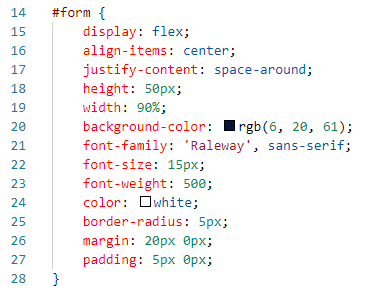 14 #form {
15 display: flex;
16 align-items: center;
17 justify-content: space-around;
18 height: 50px;
19 width: 90%;
20 background-color: rgb(6, 20, 61);
21 font-family: 'Raleway', sans-serif;
22 font-size: 15px;
23 font-weight: 500;
24 color: white;
25 border-radius: 5px;
26 margin: 20px 0px;
27 padding: 5px 0px;
28 }